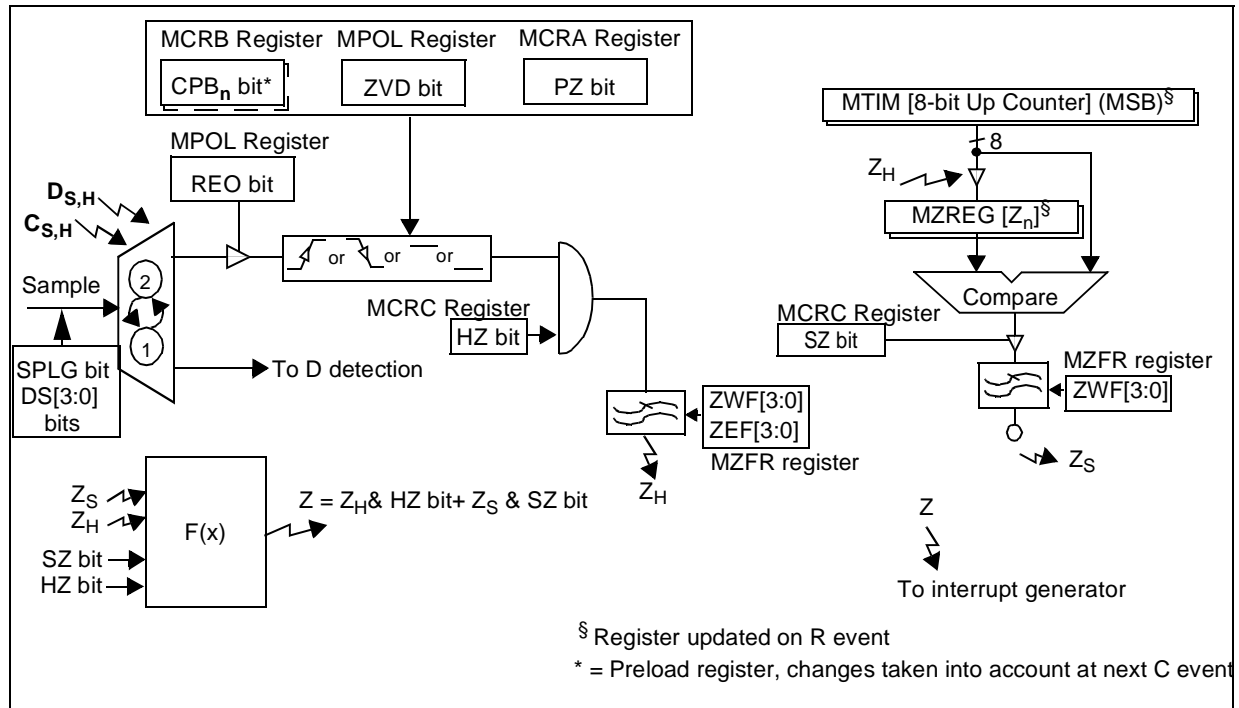 MCRB Register
MPOL Register
MCRA Register
CPBn bit*
ZVD bit
PZ bit
MPOL Register
REO bit
DS,H
CS,H
Sample
2
1
SPLG bit
DS[3:0]
bits
or
or
or
To D detection
MCRC Register
HZ bit
ZWF[3:0]
ZEF[3:0]
MZFR register
ZH
MTIM [8-bit Up Counter] (MSB)§
8
ZH
MZREG [Zn]§
Compare
MCRC Register
SZ bit
MZFR register
ZWF[3:0]
ZS
ZS
ZH
SZ bit
HZ bit
F(x)
Z = ZH& HZ bit+ ZS & SZ bit
Z
To interrupt generator
§ Register updated on R event
* = Preload register, changes taken into account at next C event